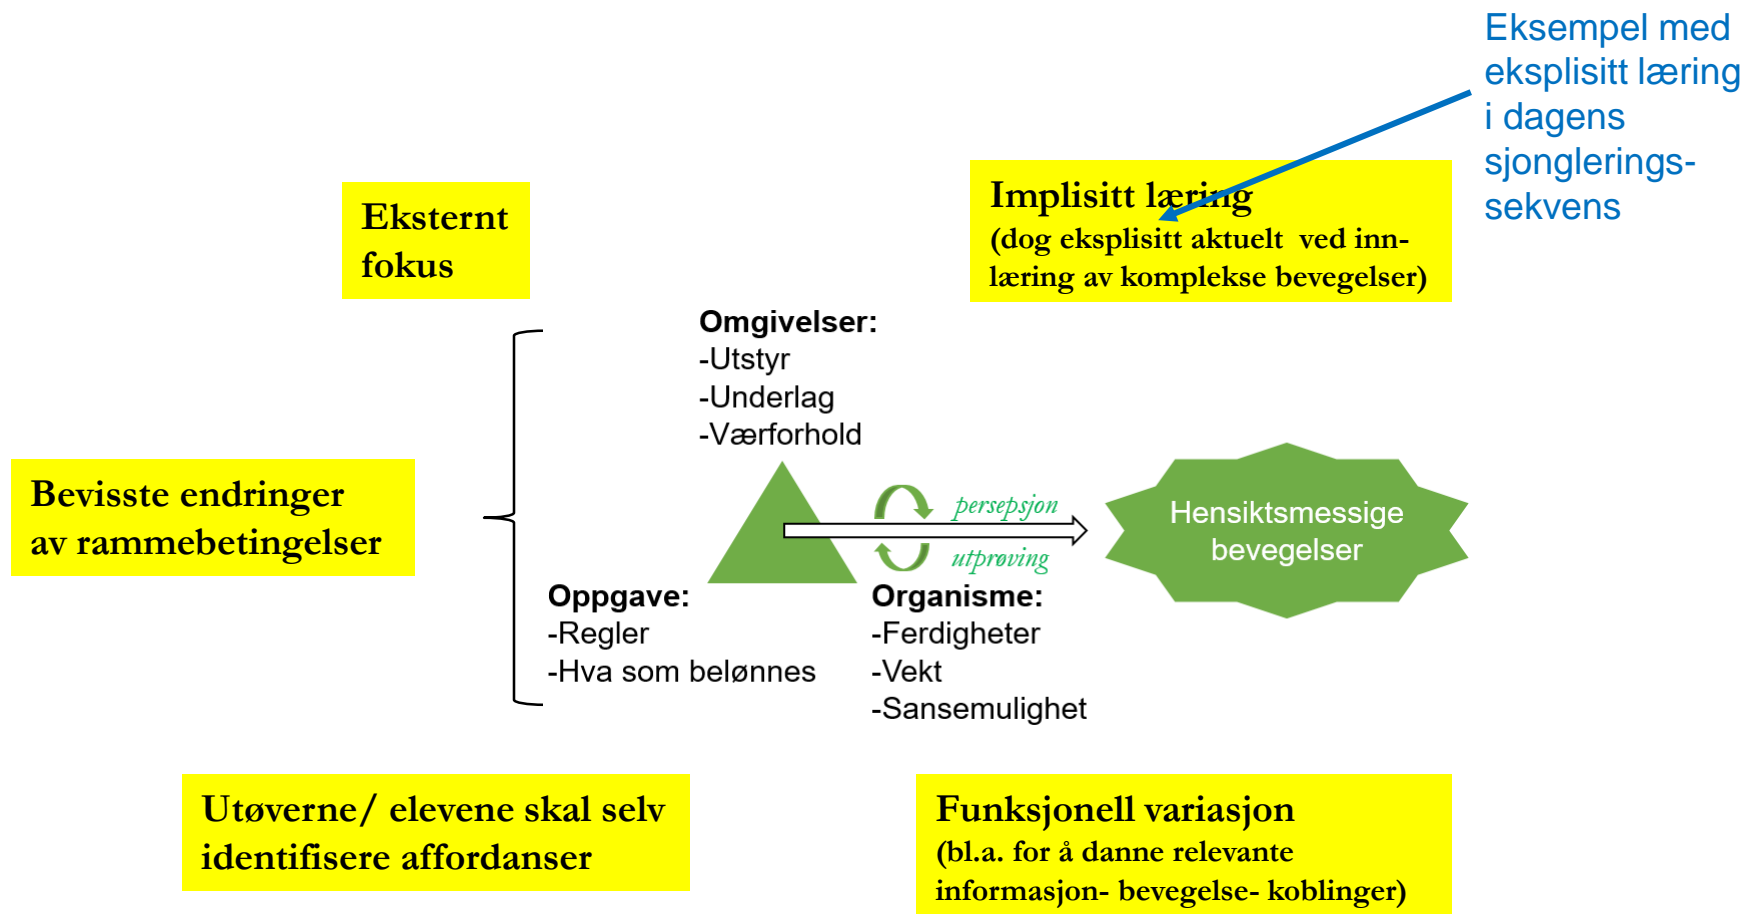 Eksempel med
eksplisitt læring
i dagens
sjonglerings-
sekvens
Implisitt læring
(dog eksplisitt aktuelt  ved inn-
læring av komplekse bevegelser)
Eksternt
fokus
Omgivelser:
-Utstyr
-Underlag
-Værforhold
Bevisste endringer
av rammebetingelser
persepsjon
utprøving
Hensiktsmessige
bevegelser
Oppgave:
-Regler
-Hva som belønnes
Organisme:
-Ferdigheter
-Vekt
-Sansemulighet
Utøverne/ elevene skal selv
identifisere affordanser
Funksjonell variasjon
(bl.a. for å danne relevante
informasjon- bevegelse- koblinger)